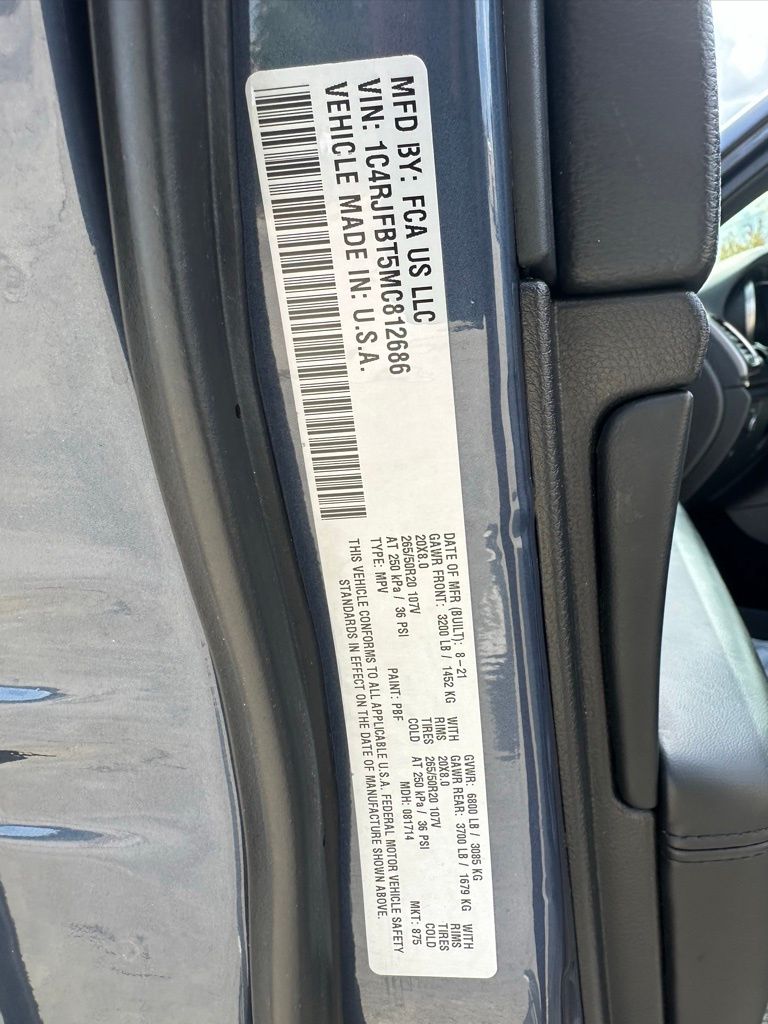 MFD BY: FCA US LLC
VIN: 1C4RJFBT5MC812686
VEHICLE MADE IN: U.S.A.
DATE OF MFR (BUILT): 8-21 GVWR: 6800 LB / 3085 KG
GAWR FRONT: 3200 LB / 1452 KG WITH GAWR REAR: 3700 LB / 1679 KG WITH
20X8.0 RIMS 20X8.0 RIMS
265/50R20 107V TIRES 265/50R20 107V TIRES
AT 250 kPa / 36 PSI COLD AT 250 kPa / 36 PSI COLD
TYPE: MPV PAINT: PBF MDH: 081714 MKT: 875
THIS VEHICLE CONFORMS TO ALL APPLICABLE U.S.A. FEDERAL MOTOR VEHICLE SAFETY
STANDARDS IN EFFECT ON THE DATE OF MANUFACTURE SHOWN ABOVE.